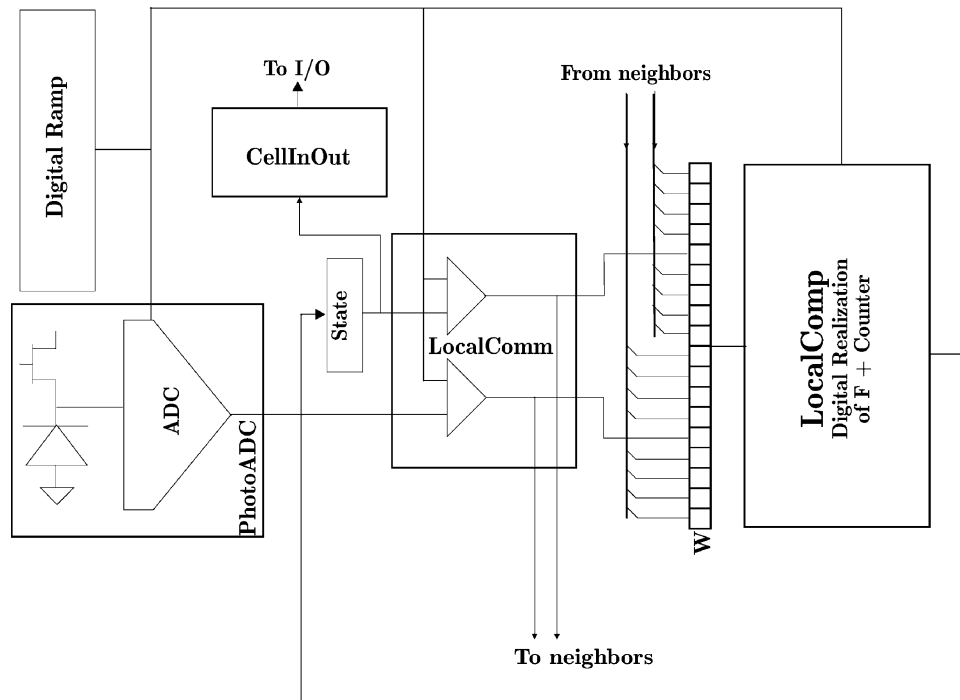 To I/O
From neighbors
Digital Ramp
CellInOut
State
LocalComm
LocalComp
Digital Realization
of F + Counter
ADC
PhotoADC
W
To neighbors